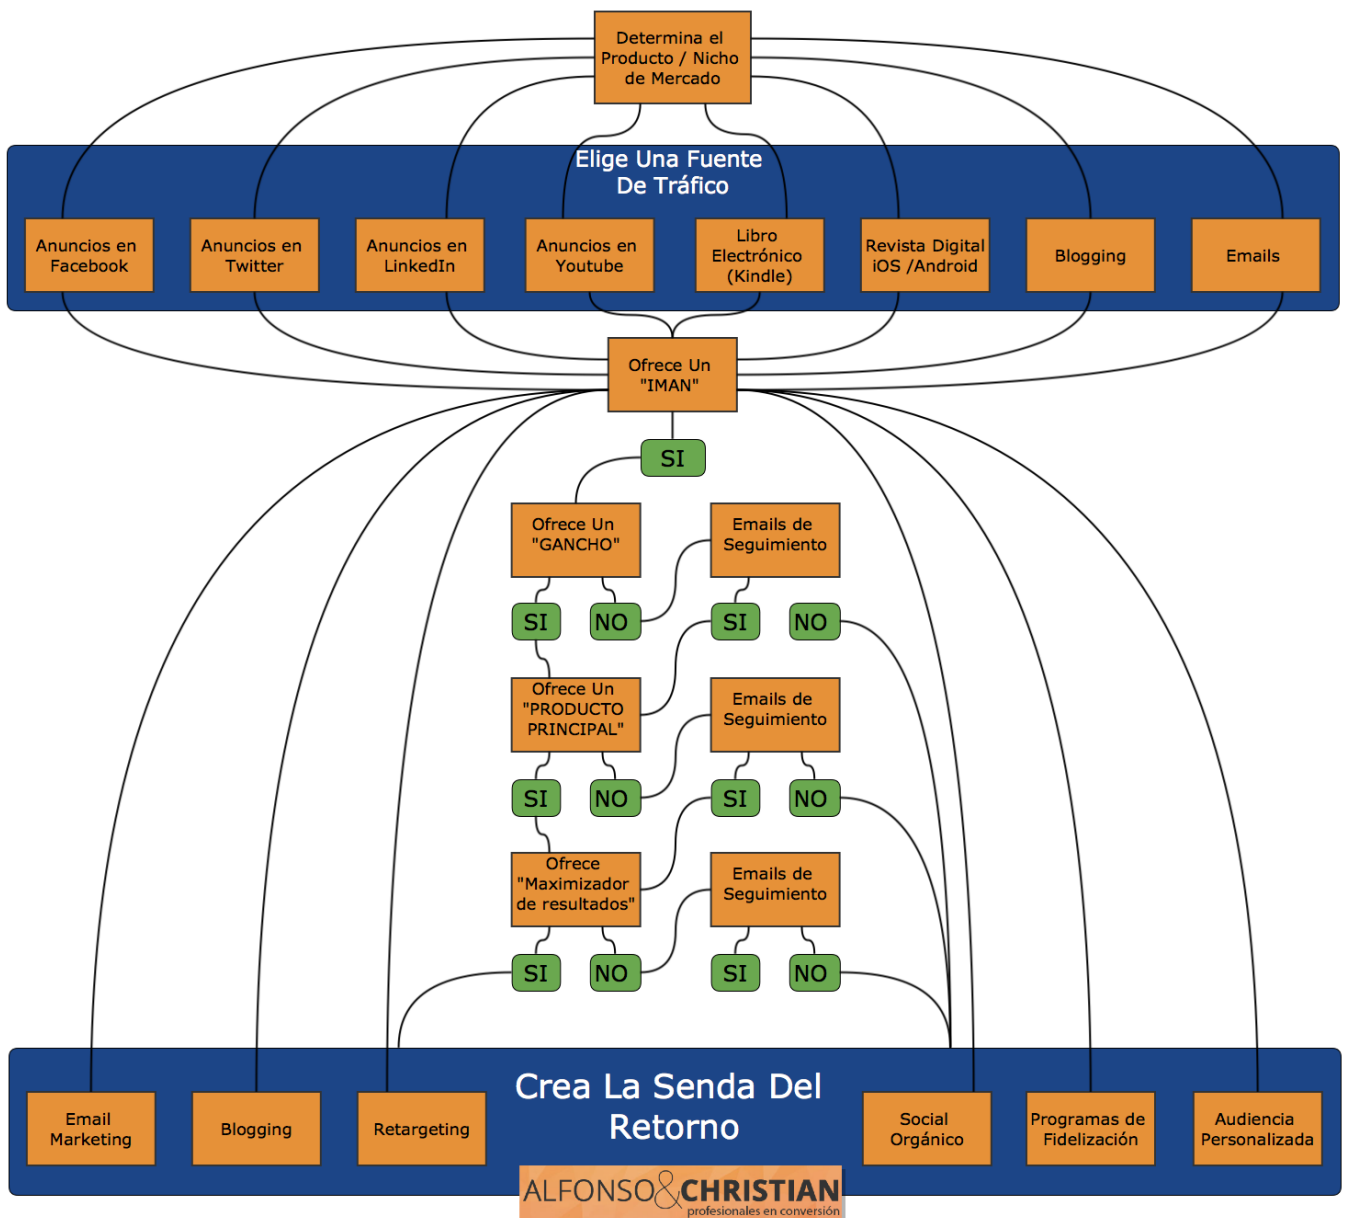 Determina el
Producto / Nicho
de Mercado
Elige Una Fuente
De Tráfico
Anuncios en
Facebook
Anuncios en
Twitter
Anuncios en
LinkedIn
Anuncios en
Youtube
Libro
Electrónico
(Kindle)
Revista Digital
iOS /Android
Blogging
Emails
Ofrece Un
"IMAN"
SI
Ofrece Un
"GANCHO"
Emails de
Seguimiento
SI
NO
SI
NO
Ofrece Un
"PRODUCTO
PRINCIPAL"
Emails de
Seguimiento
SI
NO
SI
NO
Ofrece
"Maximizador
de resultados"
Emails de
Seguimiento
SI
NO
SI
NO
Crea La Senda Del
Retorno
Email
Marketing
Blogging
Retargeting
Social
Orgánico
Programas de
Fidelización
Audiencia
Personalizada
ALFONSO&CHRISTIAN
profesionales en conversión